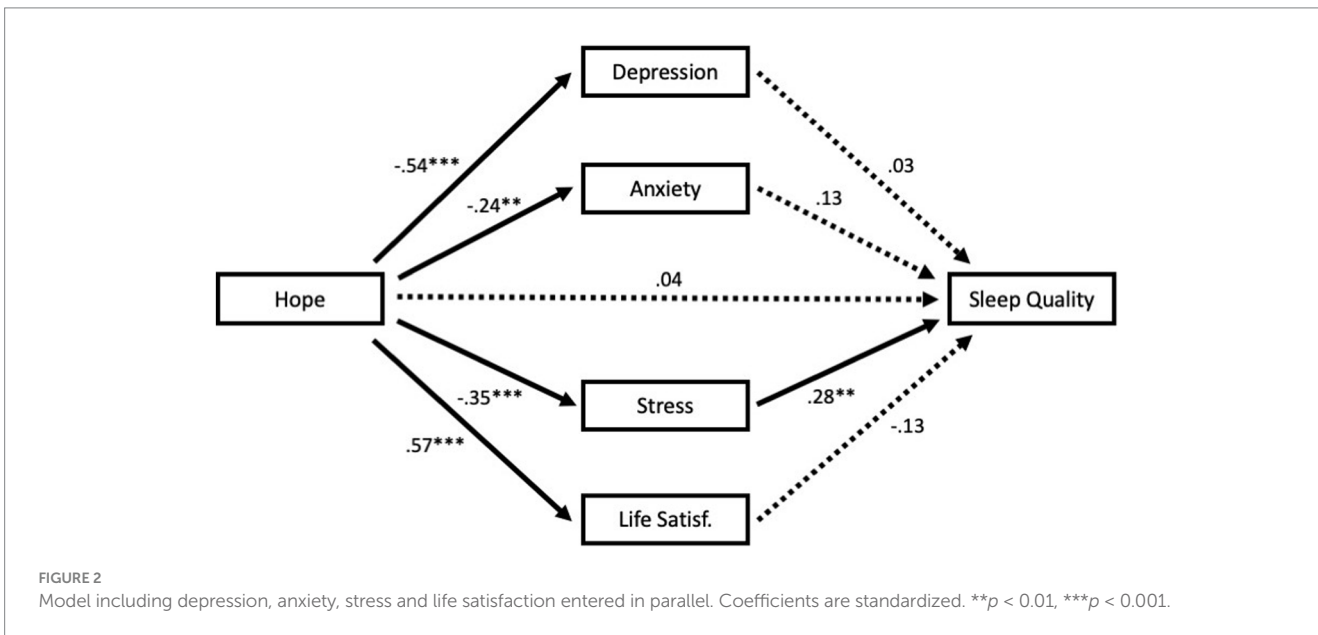 Depression
-.54***
.03
Anxiety
-.24**
.13
.04
Hope
Sleep Quality
-.35***
Stress
.28**
.57***
-.13
Life Satisf.
FIGURE 2
Model including depression, anxiety, stress and life satisfaction entered in parallel. Coefficients are standardized. **p < 0.01, ***p < 0.001.